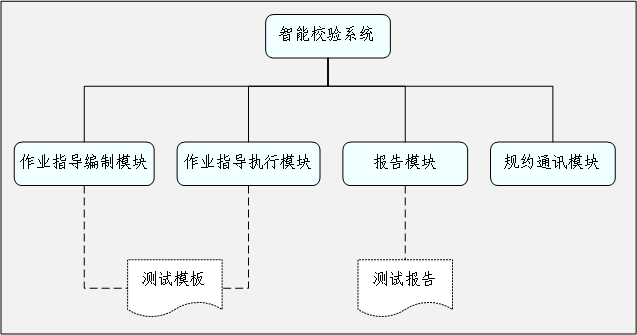 智能校验系统
作业指导编制模块
作业指导执行模块
报告模块
规约通讯模块
测试模板
测试报告